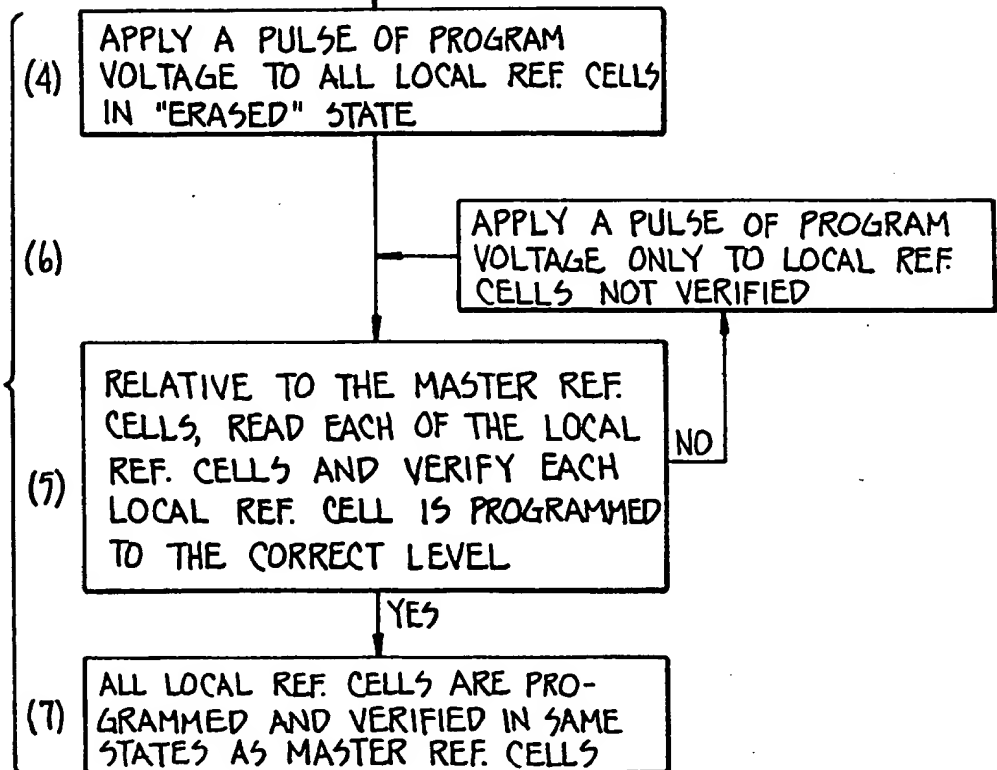 (4)
APPLY A PULSE OF PROGRAM
VOLTAGE TO ALL LOCAL REF. CELLS
IN "ERASED" STATE
(6)
APPLY A PULSE OF PROGRAM
VOLTAGE ONLY TO LOCAL REF.
CELLS NOT VERIFIED
(5)
RELATIVE TO THE MASTER REF.
CELLS, READ EACH OF THE LOCAL
REF. CELLS AND VERIFY EACH
LOCAL REF. CELL IS PROGRAMMED
TO THE CORRECT LEVEL
NO
YES
(7)
ALL LOCAL REF. CELLS ARE PRO-
GRAMMED AND VERIFIED IN SAME
STATES AS MASTER REF. CELLS